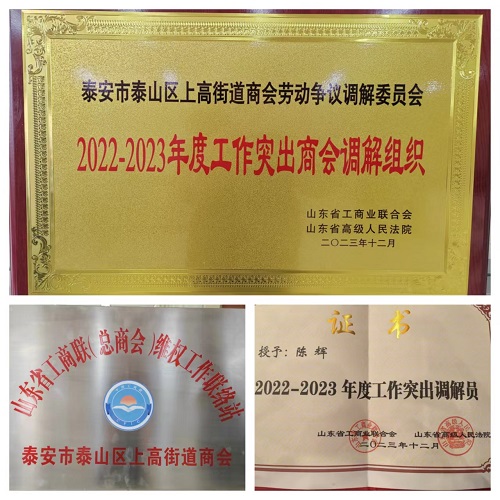 泰安市泰山区上高街道商会劳动争议调解委员会
2022-2023年度工作突出商会调解组织
山东省工商业联合会
山东省高级人民法院
二〇二三年十二月
山东省工商联(总商会)维权工作联络站
泰安市泰山区上高街道商会
证书
授予：陈辉
2022-2023 年度工作突出调解员
山东省工商业联合会 山东省高级人民法院
二〇二三年十二月